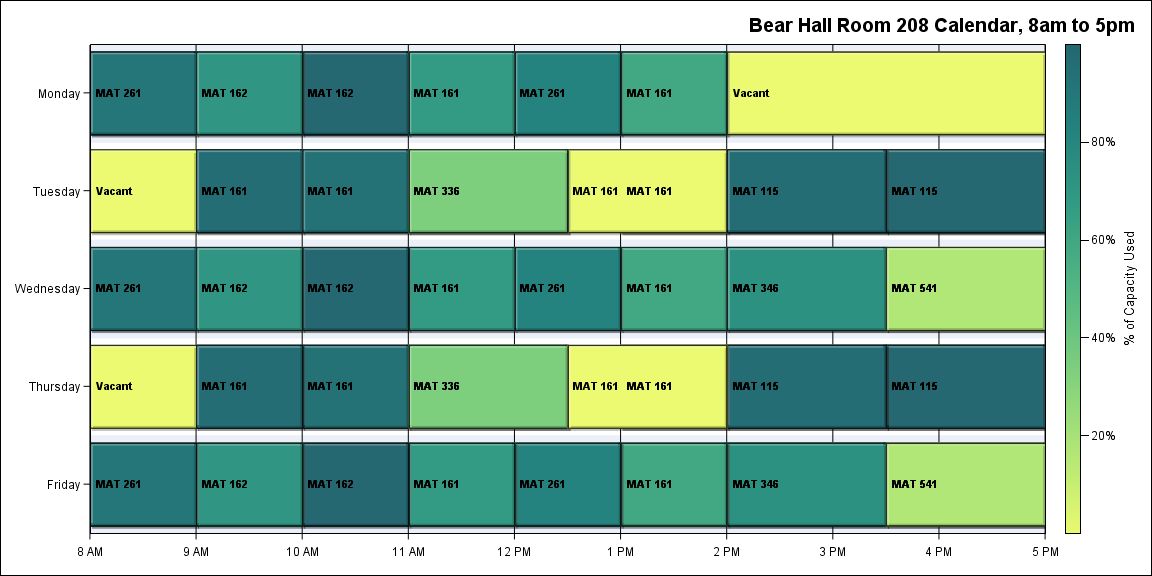 Bear Hall Room 208 Calendar, 8am to 5pm
Monday MAT 261 MAT 162 MAT 162 MAT 161 MAT 261 MAT 161 Vacant
Tuesday Vacant MAT 161 MAT 161 MAT 336 MAT 161 MAT 161 MAT 115 MAT 115
Wednesday MAT 261 MAT 162 MAT 162 MAT 161 MAT 261 MAT 161 MAT 346 MAT 541
Thursday Vacant MAT 161 MAT 161 MAT 336 MAT 161 MAT 161 MAT 115 MAT 115
Friday MAT 261 MAT 162 MAT 162 MAT 161 MAT 261 MAT 161 MAT 346 MAT 541
8 AM 9 AM 10 AM 11 AM 12 PM 1 PM 2 PM 3 PM 4 PM 5 PM
80%
60%
40%
20%
% of Capacity Used